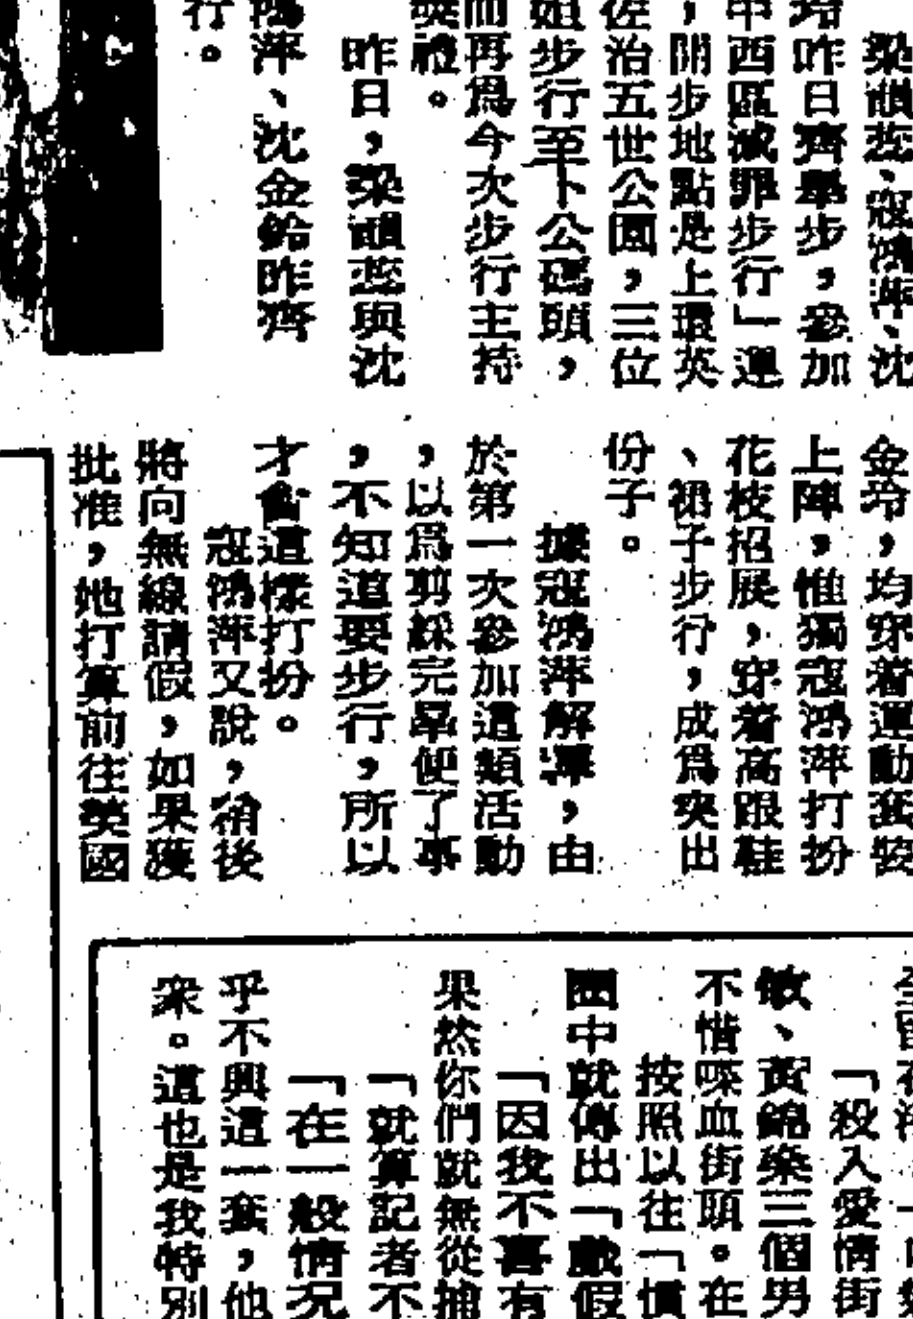 梁韻蕊、寇鴻萍、沈
玲昨日齊舉步，參加
中西區滅罪步行」運
，開步地點是上環英
佐治五世公園，三位
姐步行至卜公碼頭，
而再爲今次步行主持
獎禮。
昨日，梁韻蕊與沈
鴻萍、沈金鈴昨齊
行。
金玲，均穿着運動套裝
上陣，惟獨寇鴻萍打扮
花枝招展，穿着高跟鞋
、裙子步行，成爲突出
份子。
據寇鴻萍解釋，由
於第一次參加這類活動
，以爲剪綵完畢便了事
，不知道要步行，所以
才會這樣打扮。
寇鴻萍又說，稍後
將向無線請假，如果獲
批准，她打算前往英國
「殺入愛情街
敏、黃錦燊三個男
不惜喋血街頭。在
按照以往「慣
圈中就傳出「戲假
「因我不喜有
果然你們就無從捕
「就算記者不
「在一般情況
乎不興這一套，他
衆。這也是我特別